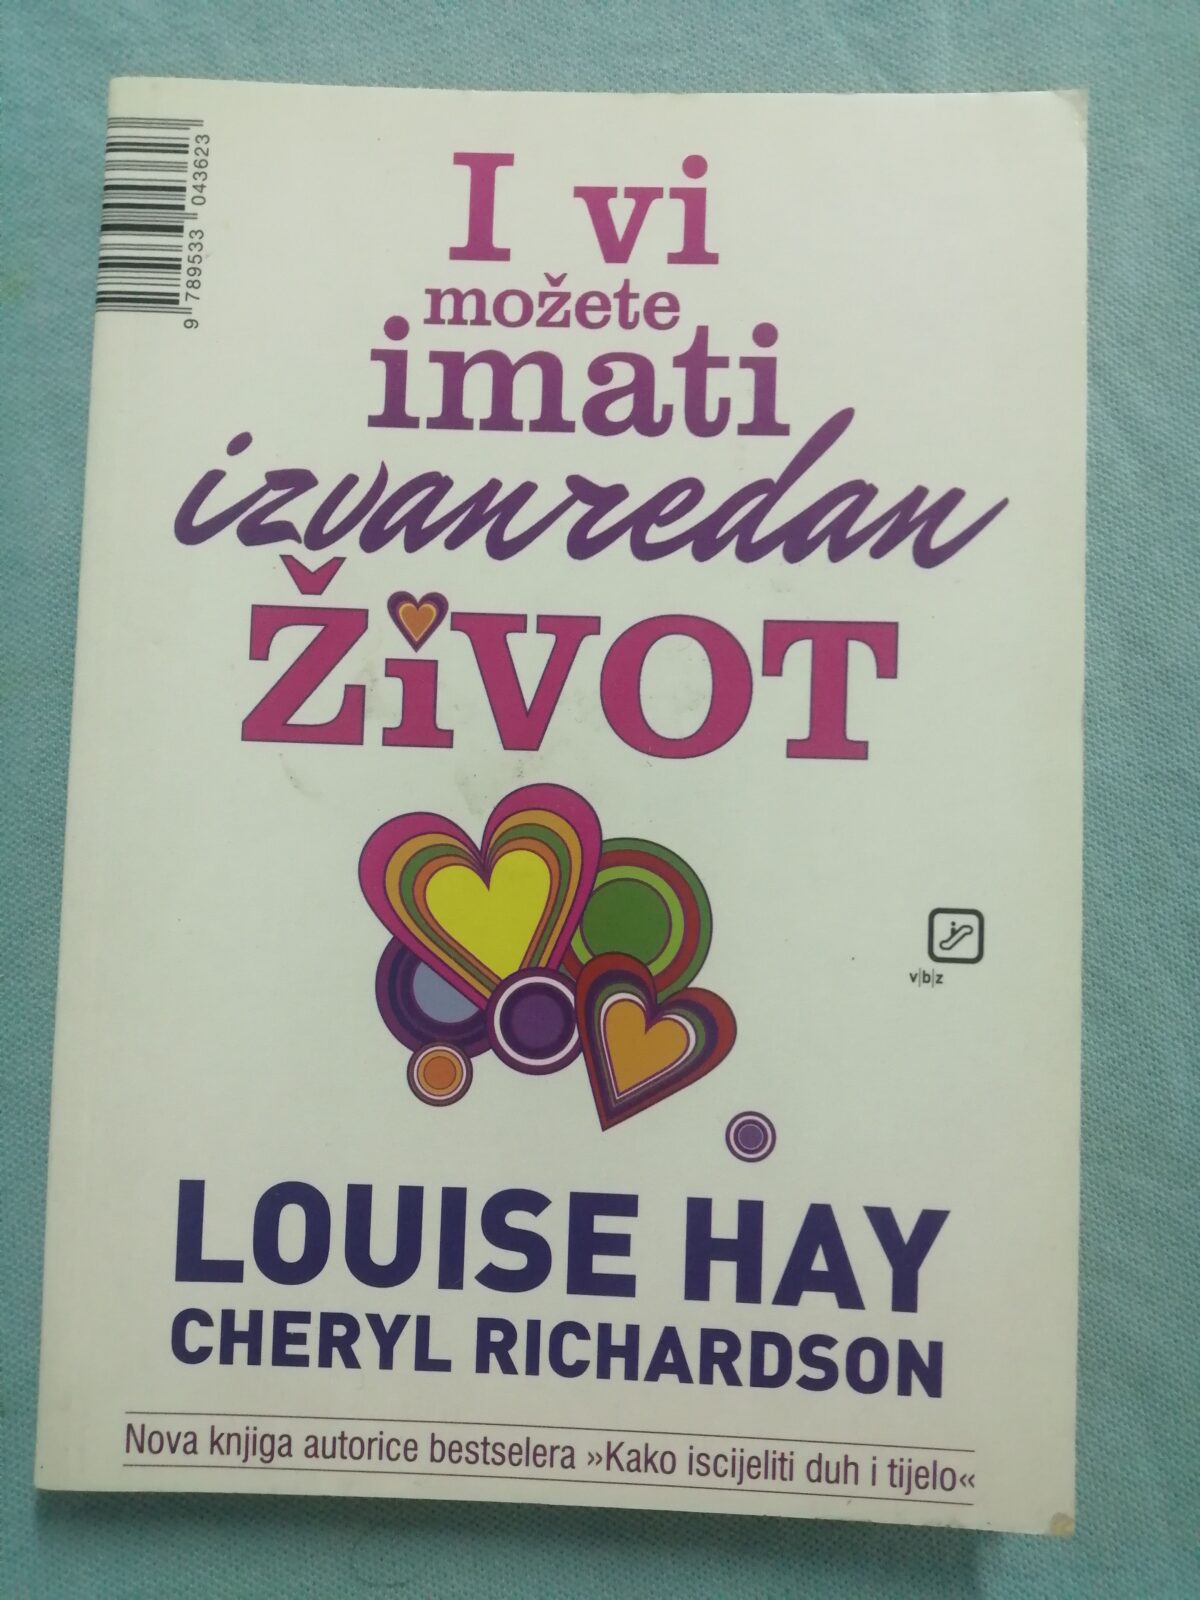 9 789533 043623
I vi
možete
imati
izvanredan
ŽiVOT
v|b|z
LOUISE HAY
CHERYL RICHARDSON
Nova knjiga autorice bestselera »Kako iscijeliti duh i tijelo«